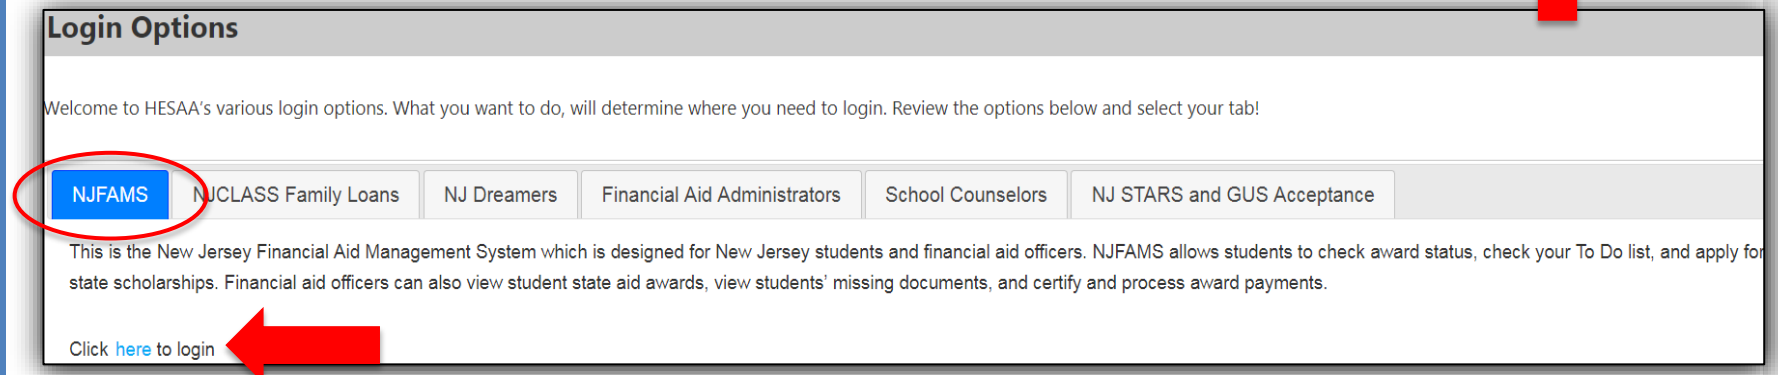 Login Options
Welcome to HESAA's various login options. What you want to do, will determine where you need to login. Review the options below and select your tab!
NJFAMS NJCLASS Family Loans NJ Dreamers Financial Aid Administrators School Counselors NJ STARS and GUS Acceptance
This is the New Jersey Financial Aid Management System which is designed for New Jersey students and financial aid officers. NJFAMS allows students to check award status, check your To Do list, and apply for
state scholarships. Financial aid officers can also view student state aid awards, view students’ missing documents, and certify and process award payments.
Click here to login